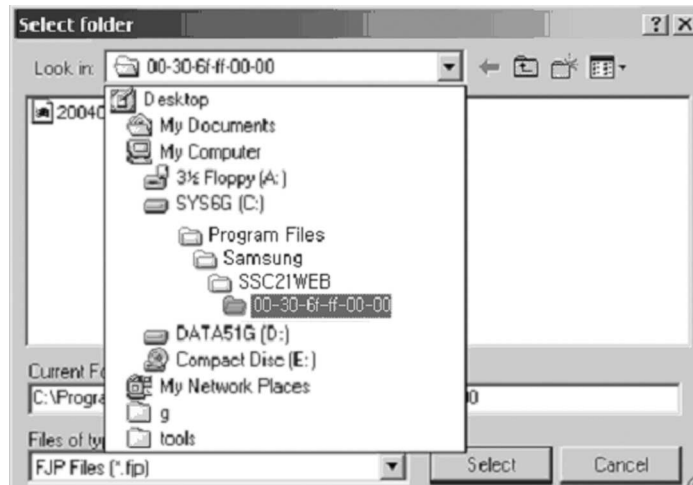 Select folder
Look in: 00-30-6f-ff-00-00
20040
Desktop
My Documents
My Computer
3½ Floppy (A:)
SYS6G (C:)
Program Files
Samsung
SSC21WEB
00-30-6f-ff-00-00
DATA51G (D:)
Compact Disc (E:)
My Network Places
g
tools
Current Fo
C:\Progra 00
Files of ty
FJP Files (*.fjp)
Select Cancel